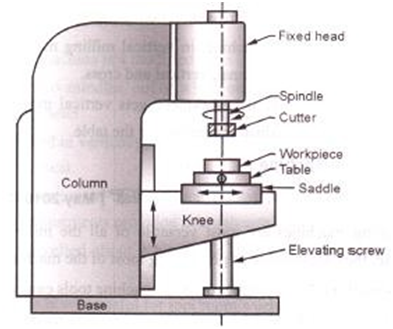 Fixed head
Spindle
Cutter
Workpiece
Table
Saddle
Column
Knee
Elevating screw
Base